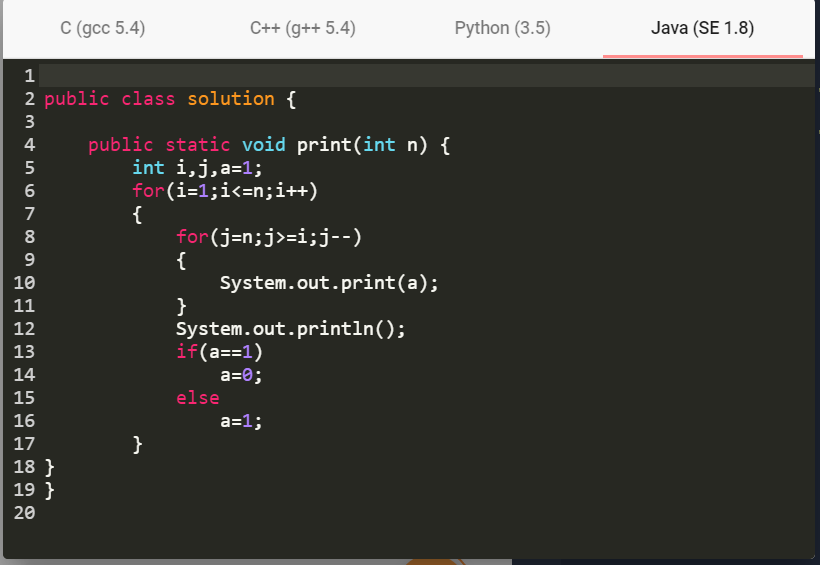 C (gcc 5.4) C++ (g++ 5.4) Python (3.5) Java (SE 1.8)
1
2 public class solution {
3
4     public static void print(int n) {
5         int i,j,a=1;
6         for(i=1;i<=n;i++)
7         {
8             for(j=n;j>=i;j--)
9             {
10                 System.out.print(a);
11             }
12             System.out.println();
13             if(a==1)
14                 a=0;
15             else
16                 a=1;
17         }
18 }
19 }
20